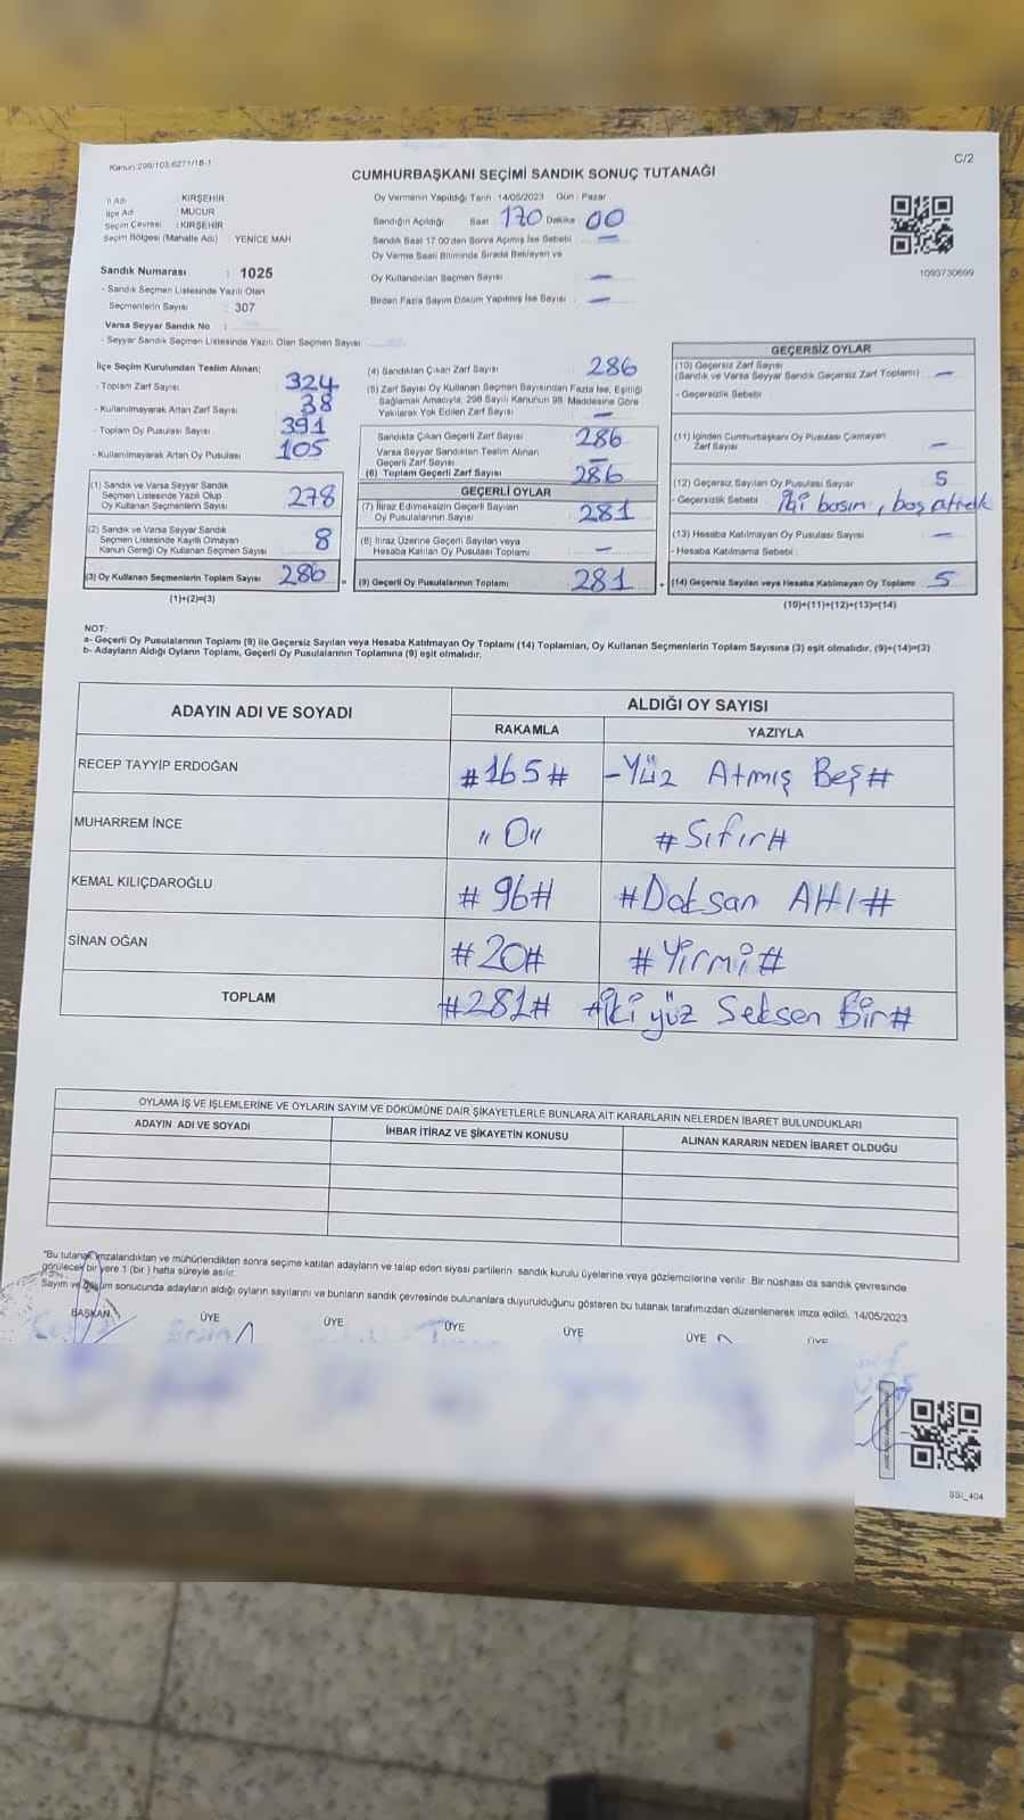 Kanun:298/103,6271/18-1
C/2
CUMHURBAŞKANI SEÇİMİ SANDIK SONUÇ TUTANAĞI
İl Adı : KIRŞEHİR
İlçe Adı : MUCUR
Seçim Çevresi : KIRŞEHİR
Seçim Bölgesi (Mahalle Adı) YENİCE MAH
Sandık Numarası : 1025
- Sandık Seçmen Listesinde Yazılı Olan
Seçmenlerin Sayısı : 307
Varsa Seyyar Sandık No :
- Seyyar Sandık Seçmen Listesinde Yazılı Olan Seçmen Sayısı
Oy Vermenin Yapıldığı Tarih 14/05/2023 Gün : Pazar
Sandığın Açıldığı Saat 170 Dakika 00
Sandık Saat 17.00'den Sonra Açılmış İse Sebebi —
Oy Verme Saati Bitiminde Sırada Bekleyen ve
Oy Kullandırılan Seçmen Sayısı —
Birden Fazla Sayım Döküm Yapılmış İse Sayısı —
1090730699
İlçe Seçim Kurulundan Teslim Alınan;
- Toplam Zarf Sayısı 324
- Kullanılmayarak Artan Zarf Sayısı 38
- Toplam Oy Pusulası Sayısı 391
- Kullanılmayarak Artan Oy Pusulası 105
(1) Sandık ve Varsa Seyyar Sandık
Seçmen Listesinde Yazılı Olup
Oy Kullanan Seçmenlerin Sayısı 278
(2) Sandık ve Varsa Seyyar Sandık
Seçmen Listesinde Kayıtlı Olmayan
Kanun Gereği Oy Kullanan Seçmen Sayısı 8
(3) Oy Kullanan Seçmenlerin Toplam Sayısı 286
(1)+(2)=(3)
(4) Sandıktan Çıkan Zarf Sayısı 286
(5) Zarf Sayısı Oy Kullanan Seçmen Sayısından Fazla İse, Eşitliği
Sağlamak Amacıyla, 298 Sayılı Kanunun 98. Maddesine Göre
Yakılarak Yok Edilen Zarf Sayısı —
Sandıkta Çıkan Geçerli Zarf Sayısı 286
Varsa Seyyar Sandıktan Teslim Alınan
Geçerli Zarf Sayısı —
(6) Toplam Geçerli Zarf Sayısı 286
GEÇERLİ OYLAR
(7) İtiraz Edilmeksizin Geçerli Sayılan
Oy Pusulalarının Sayısı 281
(8) İtiraz Üzerine Geçerli Sayılan veya
Hesaba Katılan Oy Pusulası Toplamı —
= (9) Geçerli Oy Pusulalarının Toplamı 281
GEÇERSİZ OYLAR
(10) Geçersiz Zarf Sayısı
(Sandık ve Varsa Seyyar Sandık Geçersiz Zarf Toplamı) —
- Geçersizlik Sebebi
(11) İçinden Cumhurbaşkanı Oy Pusulası Çıkmayan
Zarf Sayısı —
(12) Geçersiz Sayılan Oy Pusulası Sayısı 5
- Geçersizlik Sebebi İki basım, boş atmak
(13) Hesaba Katılmayan Oy Pusulası Sayısı —
- Hesaba Katılmama Sebebi :
+ (14) Geçersiz Sayılan veya Hesaba Katılmayan Oy Toplamı 5
(10)+(11)+(12)+(13)=(14)
NOT:
a- Geçerli Oy Pusulalarının Toplamı (9) ile Geçersiz Sayılan veya Hesaba Katılmayan Oy Toplamı (14) Toplamları, Oy Kullanan Seçmenlerin Toplam Sayısına (3) eşit olmalıdır. (9)+(14)=(3)
b- Adayların Aldığı Oyların Toplamı, Geçerli Oy Pusulalarının Toplamına (9) eşit olmalıdır.
ADAYIN ADI VE SOYADI ALDIĞI OY SAYISI
RAKAMLA YAZIYLA
RECEP TAYYİP ERDOĞAN #165# -Yüz Atmış Beş#
MUHARREM İNCE "0" #Sıfır#
KEMAL KILIÇDAROĞLU #96# #Doksan Altı#
SİNAN OĞAN #20# #Yirmi#
TOPLAM #281# #İki yüz Seksen Bir#
OYLAMA İŞ VE İŞLEMLERİNE VE OYLARIN SAYIM VE DÖKÜMÜNE DAİR ŞİKAYETLERLE BUNLARA AİT KARARLARIN NELERDEN İBARET BULUNDUKLARI
ADAYIN ADI VE SOYADI İHBAR İTİRAZ VE ŞİKAYETİN KONUSU ALINAN KARARIN NEDEN İBARET OLDUĞU
"Bu tutanak imzalandıktan ve mühürlendikten sonra seçime katılan adayların ve talep eden siyasi partilerin sandık kurulu üyelerine veya gözlemcilerine verilir. Bir nüshası da sandık çevresinde
görülecek bir yere 1 (bir) hafta süreyle asılır.
Sayım ve döküm sonucunda adayların aldığı oyların sayılarını ve bunların sandık çevresinde bulunanlara duyurulduğunu gösteren bu tutanak tarafımızdan düzenlenerek imza edildi. 14/05/2023
BAŞKAN ÜYE ÜYE ÜYE ÜYE ÜYE ÜYE
SSI_404